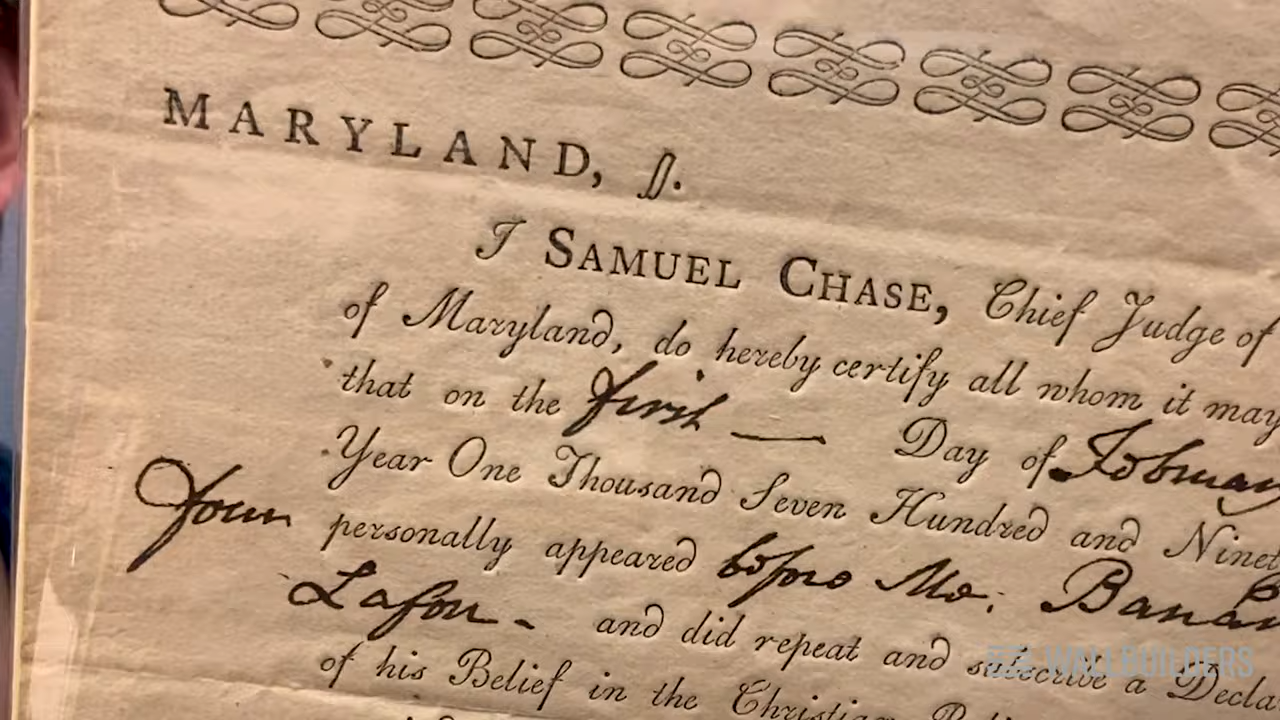 MARYLAND, ſſ.
I SAMUEL CHASE, Chief Judge of
of Maryland, do hereby certify all whom it may
that on the first — Day of February
Year One Thousand Seven Hundred and Ninet
Four personally appeared before Me.
Lafon - and did repeat and subscribe a Decla
of his Belief in the Christian
WALLBUILDERS